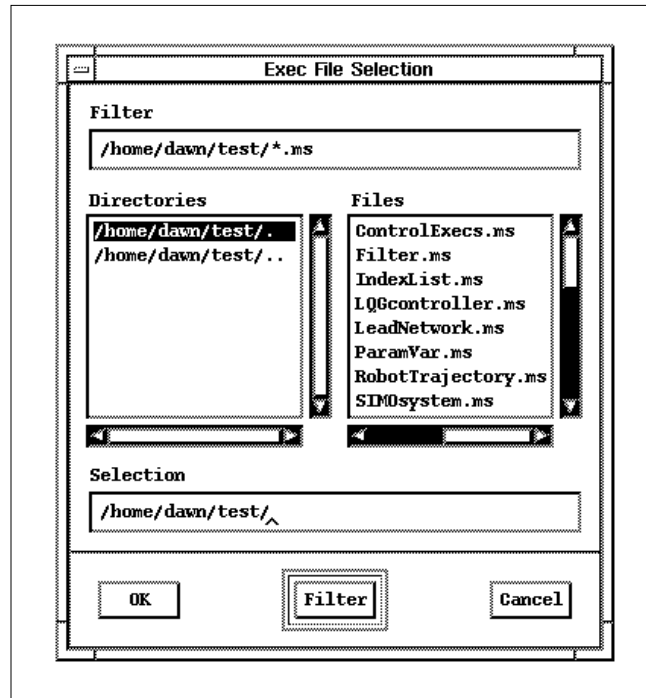 Exec File Selection
Filter
/home/dawn/test/*.ms
Directories
/home/dawn/test/.
/home/dawn/test/..
Files
ControlExecs.ms
Filter.ms
IndexList.ms
LQGcontroller.ms
LeadNetwork.ms
ParamVar.ms
RobotTrajectory.ms
SIMOsystem.ms
Selection
/home/dawn/test/
OK
Filter
Cancel